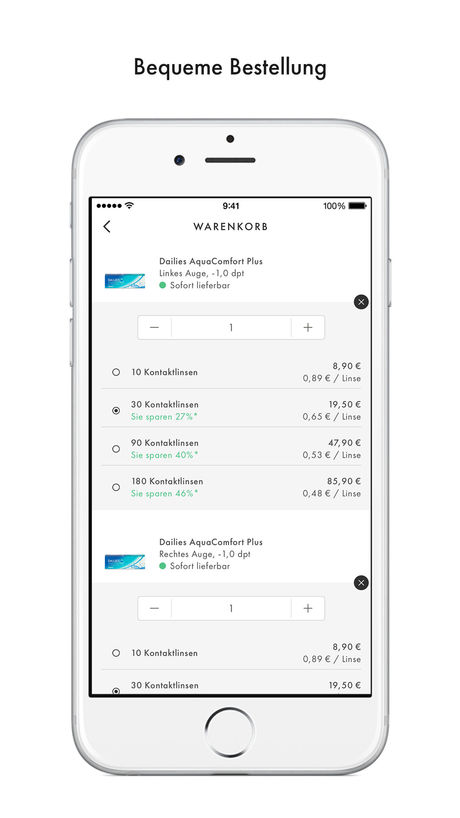 Bequeme Bestellung
9:41
100%
WARENKORB
Dailies AquaComfort Plus
Linkes Auge, -1,0 dpt
Sofort lieferbar
1
10 Kontaktlinsen 8,90 €
0,89 € / Linse
30 Kontaktlinsen 19,50 €
Sie sparen 27%* 0,65 € / Linse
90 Kontaktlinsen 47,90 €
Sie sparen 40%* 0,53 € / Linse
180 Kontaktlinsen 85,90 €
Sie sparen 46%* 0,48 € / Linse
Dailies AquaComfort Plus
Rechtes Auge, -1,0 dpt
Sofort lieferbar
1
10 Kontaktlinsen 8,90 €
0,89 € / Linse
30 Kontaktlinsen 19,50 €